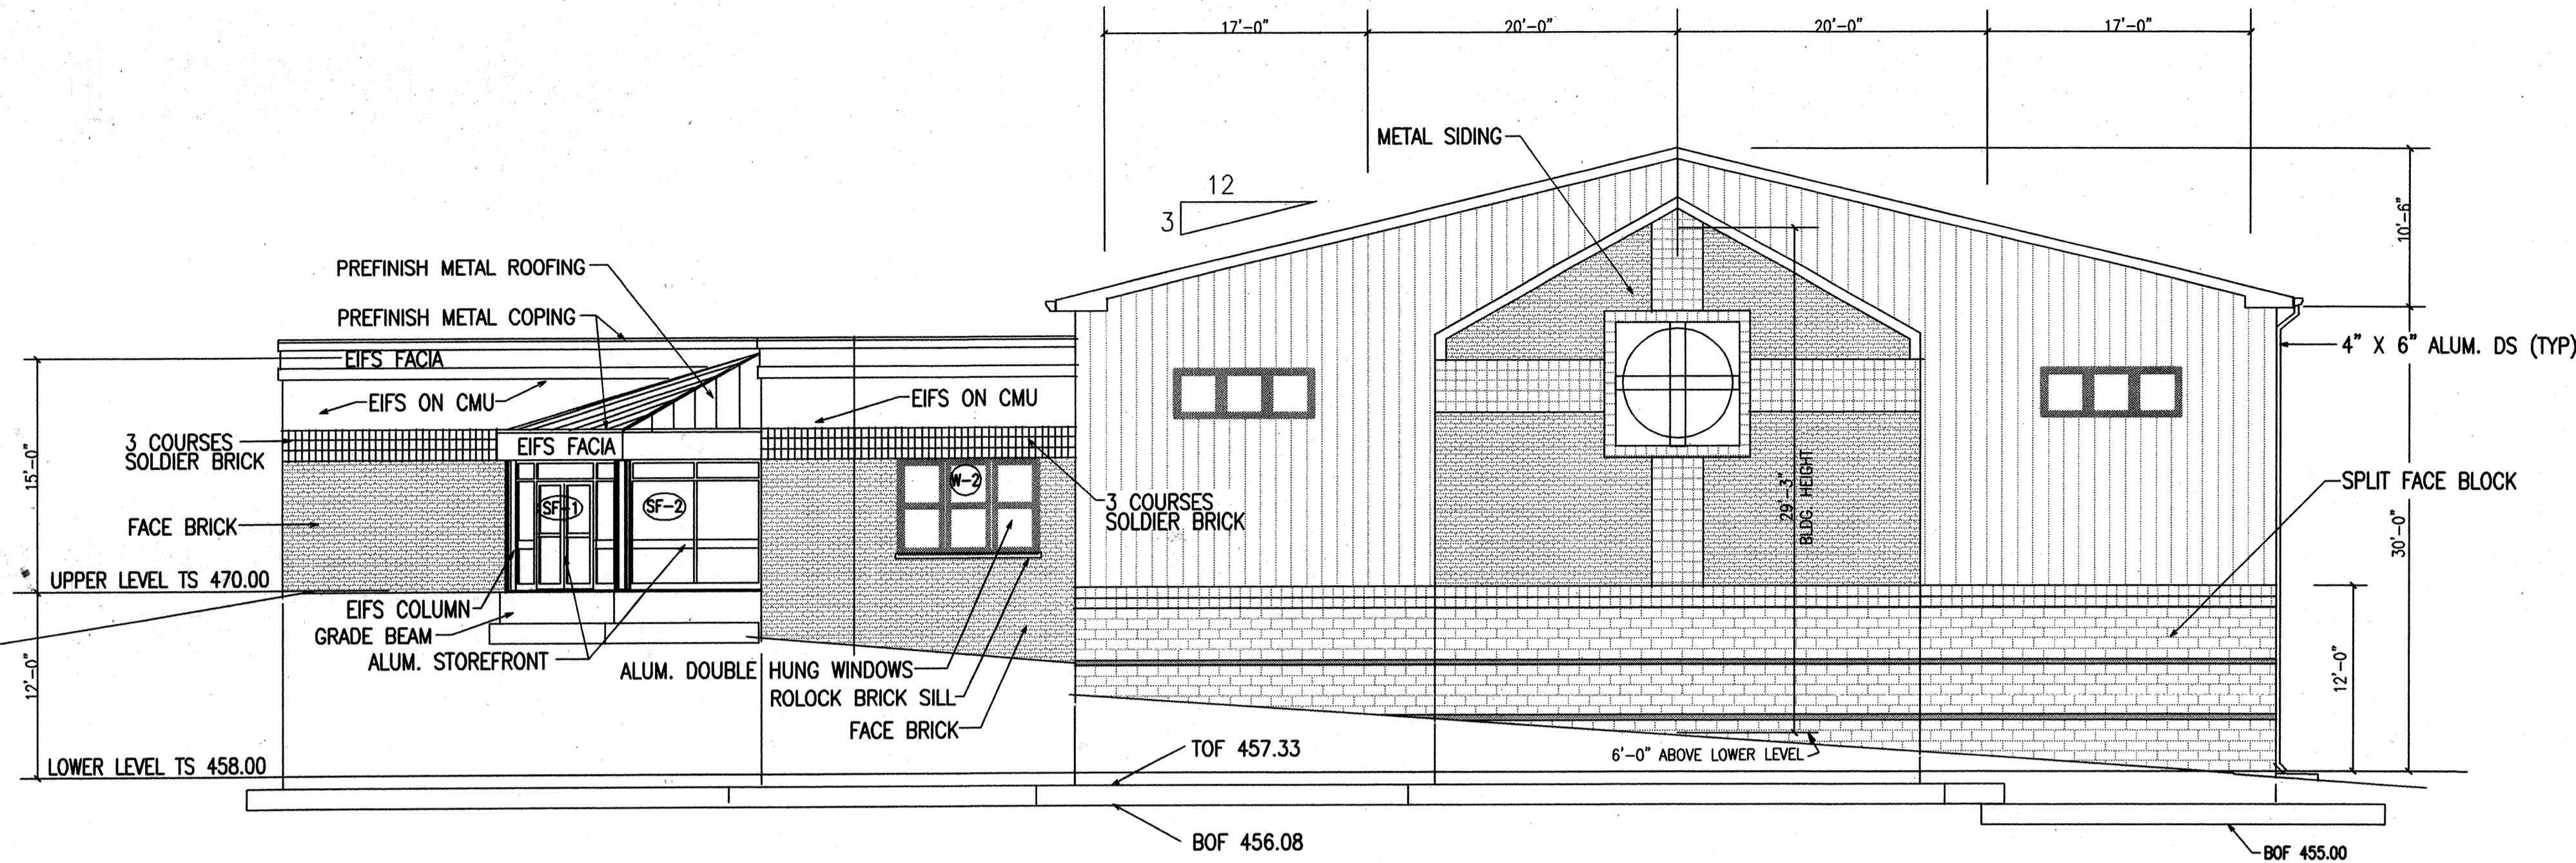 17'-0"
20'-0"
20'-0"
17'-0"
METAL SIDING
12
3
10'-6"
PREFINISH METAL ROOFING
PREFINISH METAL COPING
EIFS FACIA
4" X 6" ALUM. DS (TYP)
EIFS ON CMU
EIFS ON CMU
3 COURSES
SOLDIER BRICK
EIFS FACIA
15'-0"
SF-1
SF-2
W-2
3 COURSES
SOLDIER BRICK
29'-3"
BLDG. HEIGHT
SPLIT FACE BLOCK
FACE BRICK
30'-0"
UPPER LEVEL TS 470.00
EIFS COLUMN
GRADE BEAM
ALUM. STOREFRONT
ALUM. DOUBLE HUNG WINDOWS
ROLOCK BRICK SILL
FACE BRICK
12'-0"
12'-0"
6'-0" ABOVE LOWER LEVEL
LOWER LEVEL TS 458.00
TOF 457.33
BOF 456.08
BOF 455.00